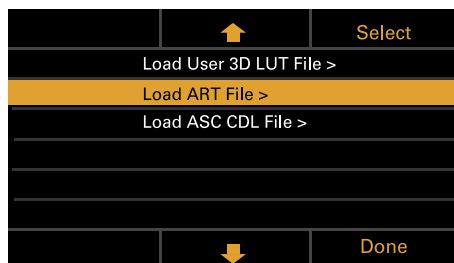 Select
Load User 3D LUT File >
Load ART File >
Load ASC CDL File >
Done